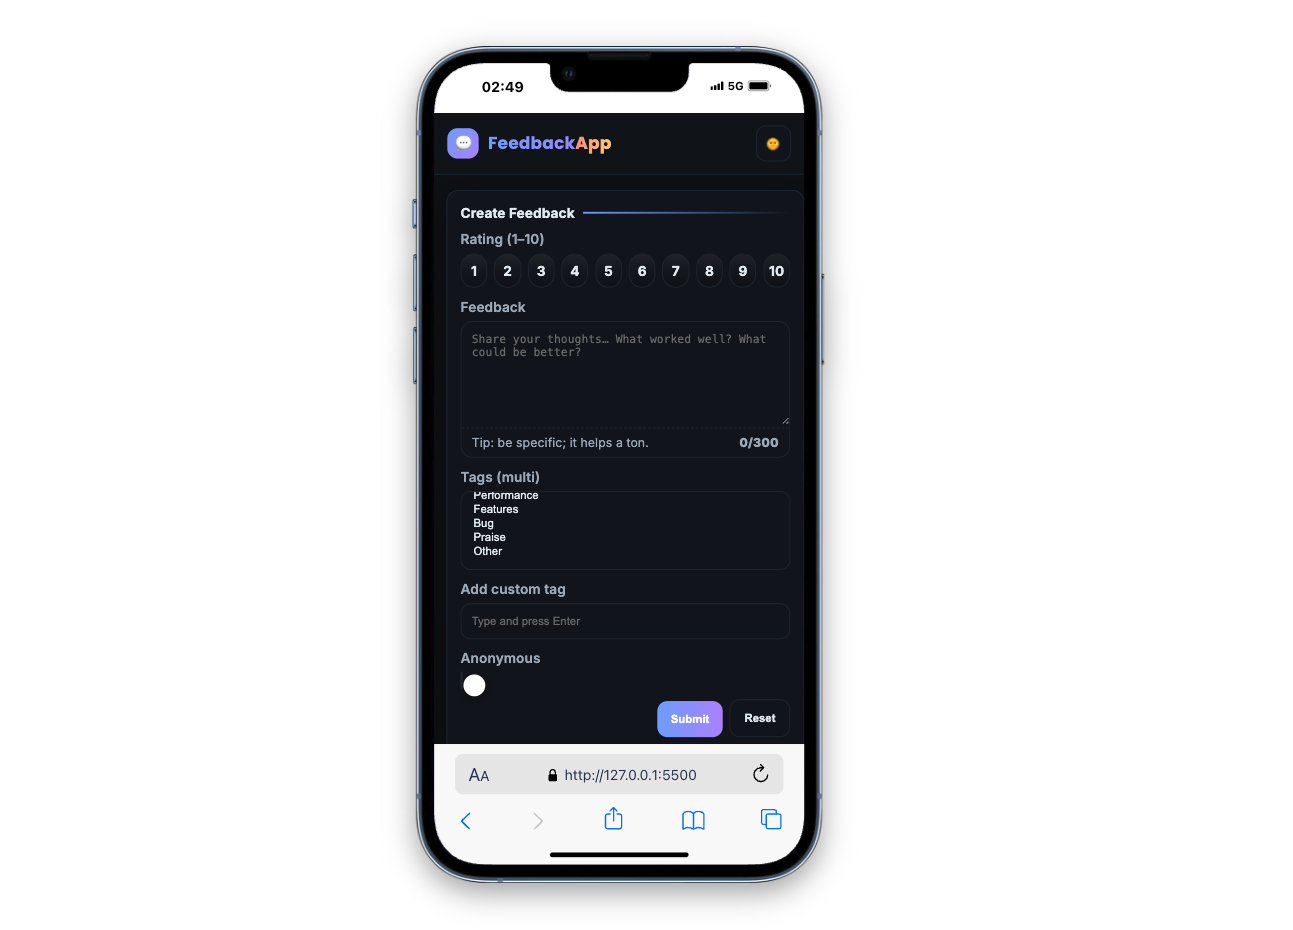 02:49
5G
FeedbackApp
Create Feedback
Rating (1–10)
1 2 3 4 5 6 7 8 9 10
Feedback
Share your thoughts… What worked well? What
could be better?
Tip: be specific; it helps a ton.
0/300
Tags (multi)
Performance
Features
Bug
Praise
Other
Add custom tag
Type and press Enter
Anonymous
Submit
Reset
AA
http://127.0.0.1:5500